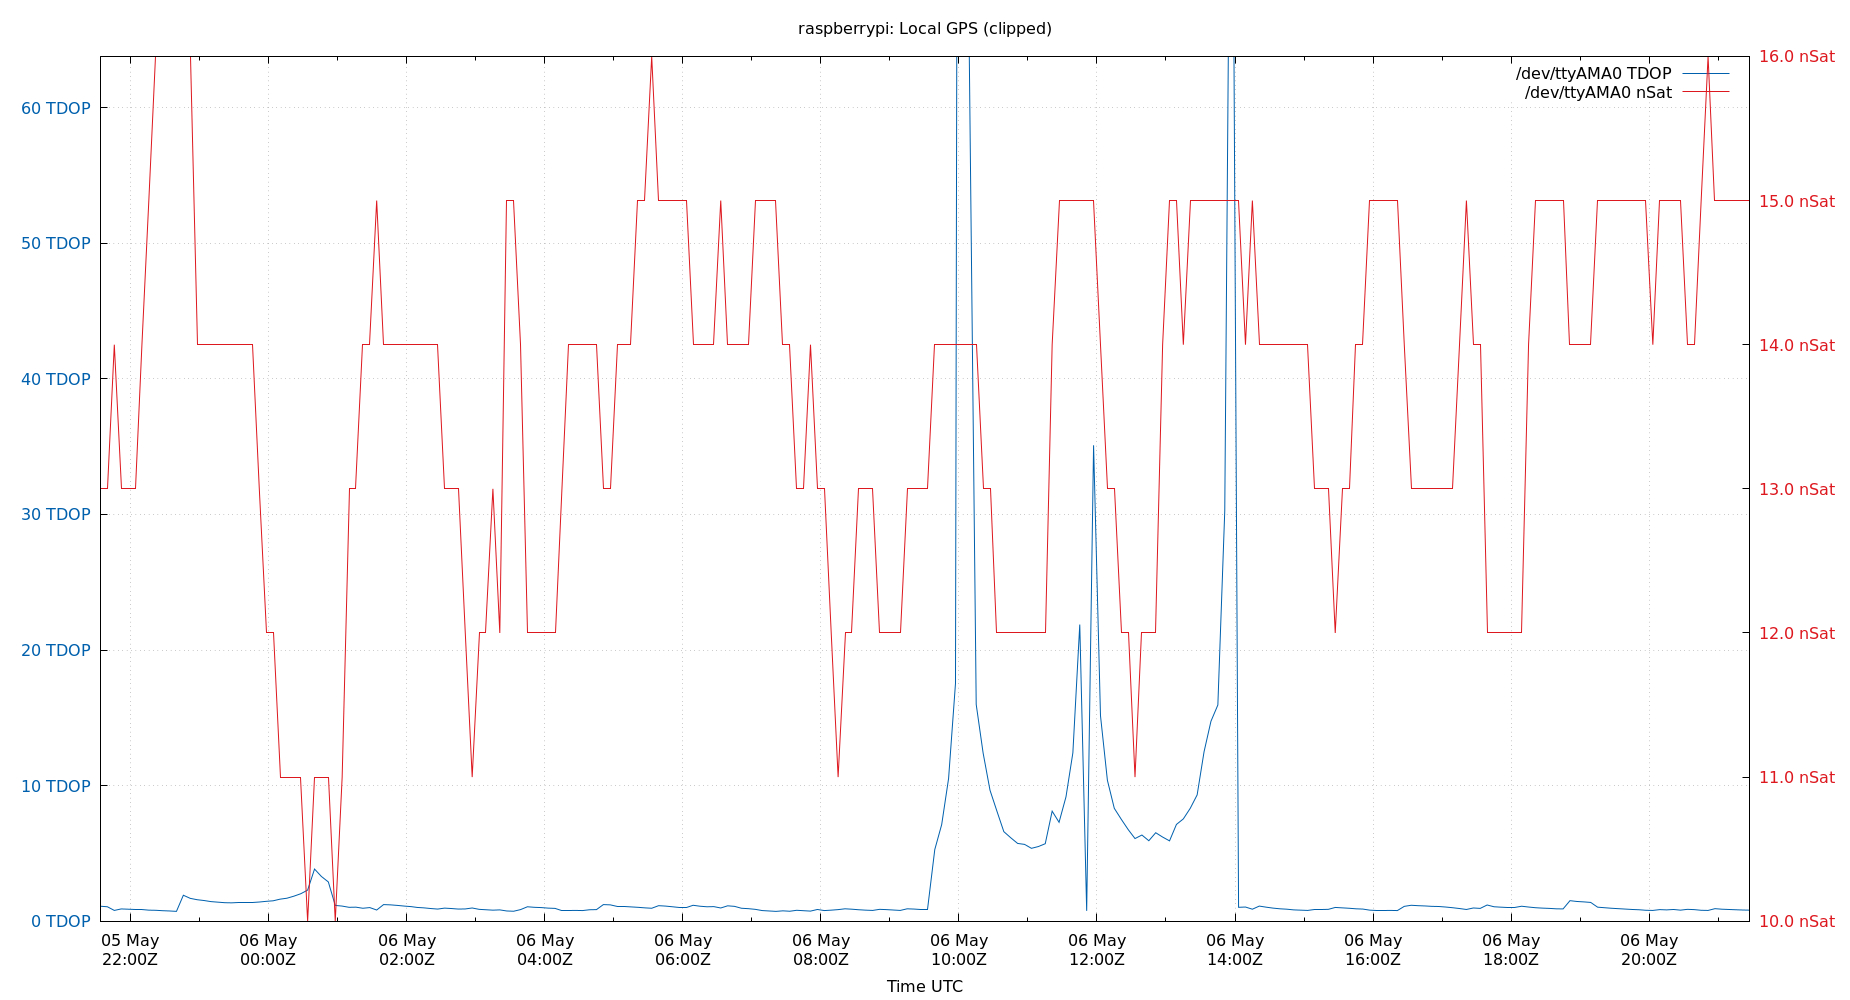 raspberrypi: Local GPS (clipped)
/dev/ttyAMA0 TDOP
/dev/ttyAMA0 nSat
60 TDOP
50 TDOP
40 TDOP
30 TDOP
20 TDOP
10 TDOP
0 TDOP
16.0 nSat
15.0 nSat
14.0 nSat
13.0 nSat
12.0 nSat
11.0 nSat
10.0 nSat
05 May
22:00Z
06 May
00:00Z
06 May
02:00Z
06 May
04:00Z
06 May
06:00Z
06 May
08:00Z
06 May
10:00Z
06 May
12:00Z
06 May
14:00Z
06 May
16:00Z
06 May
18:00Z
06 May
20:00Z
Time UTC